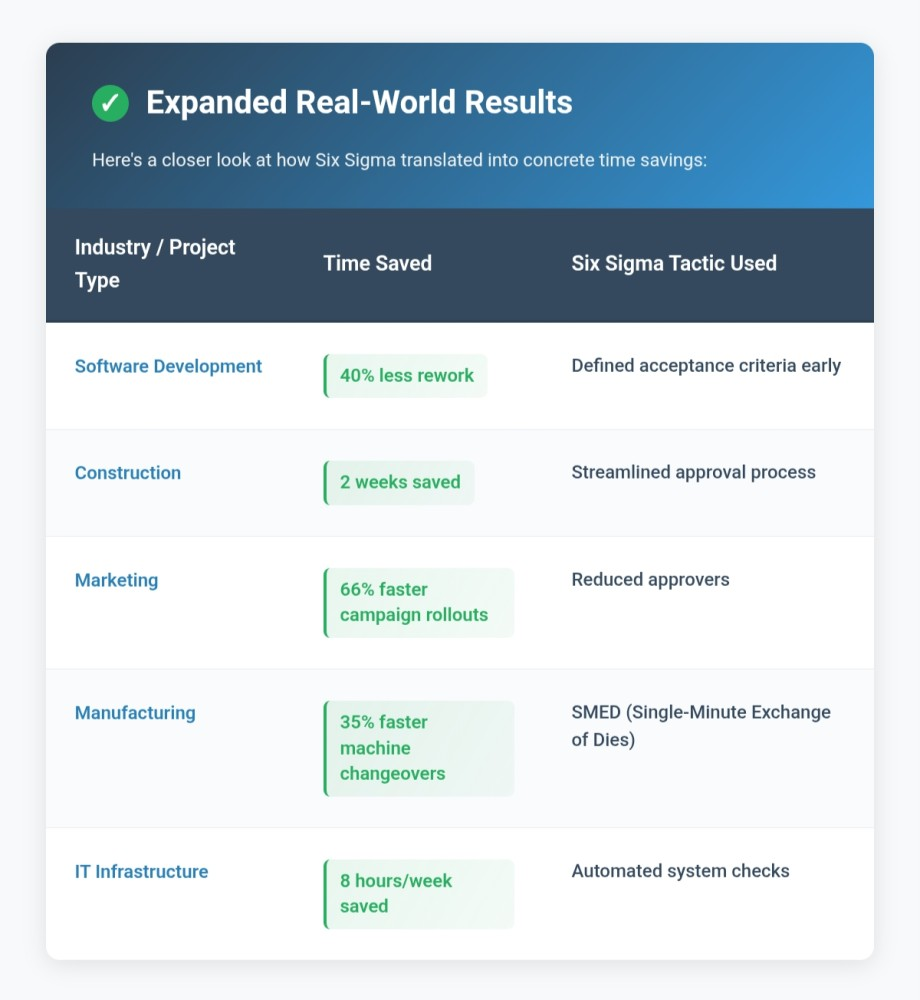 ✓ Expanded Real-World Results
Here's a closer look at how Six Sigma translated into concrete time savings:
Industry / Project
Type
Time Saved
Six Sigma Tactic Used
Software Development
40% less rework
Defined acceptance criteria early
Construction
2 weeks saved
Streamlined approval process
Marketing
66% faster
campaign rollouts
Reduced approvers
Manufacturing
35% faster
machine
changeovers
SMED (Single-Minute Exchange
of Dies)
IT Infrastructure
8 hours/week
saved
Automated system checks